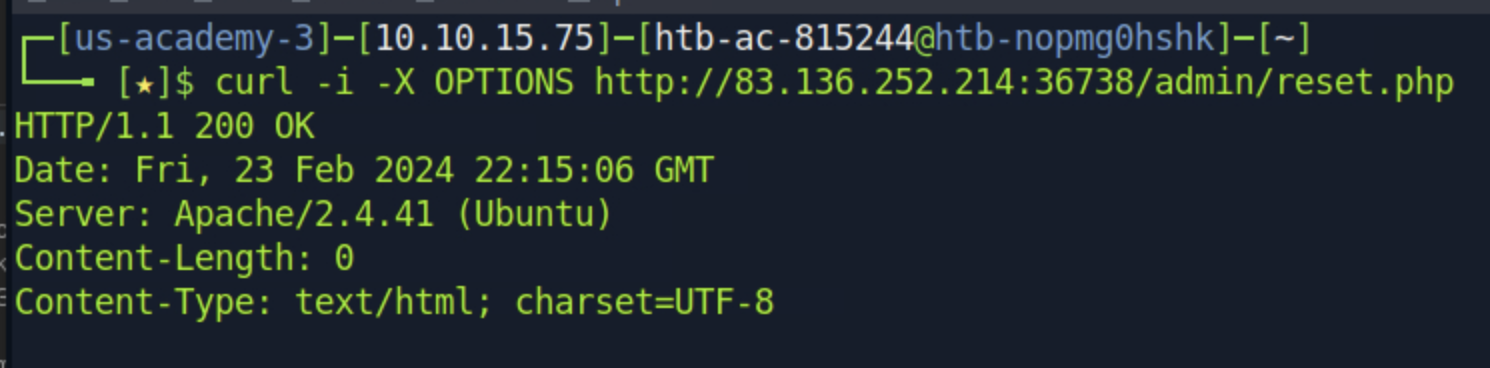 ┌─[us-academy-3]─[10.10.15.75]─[htb-ac-815244@htb-nopmg0hshk]─[~]
└──╼ [★]$ curl -i -X OPTIONS http://83.136.252.214:36738/admin/reset.php
HTTP/1.1 200 OK
Date: Fri, 23 Feb 2024 22:15:06 GMT
Server: Apache/2.4.41 (Ubuntu)
Content-Length: 0
Content-Type: text/html; charset=UTF-8